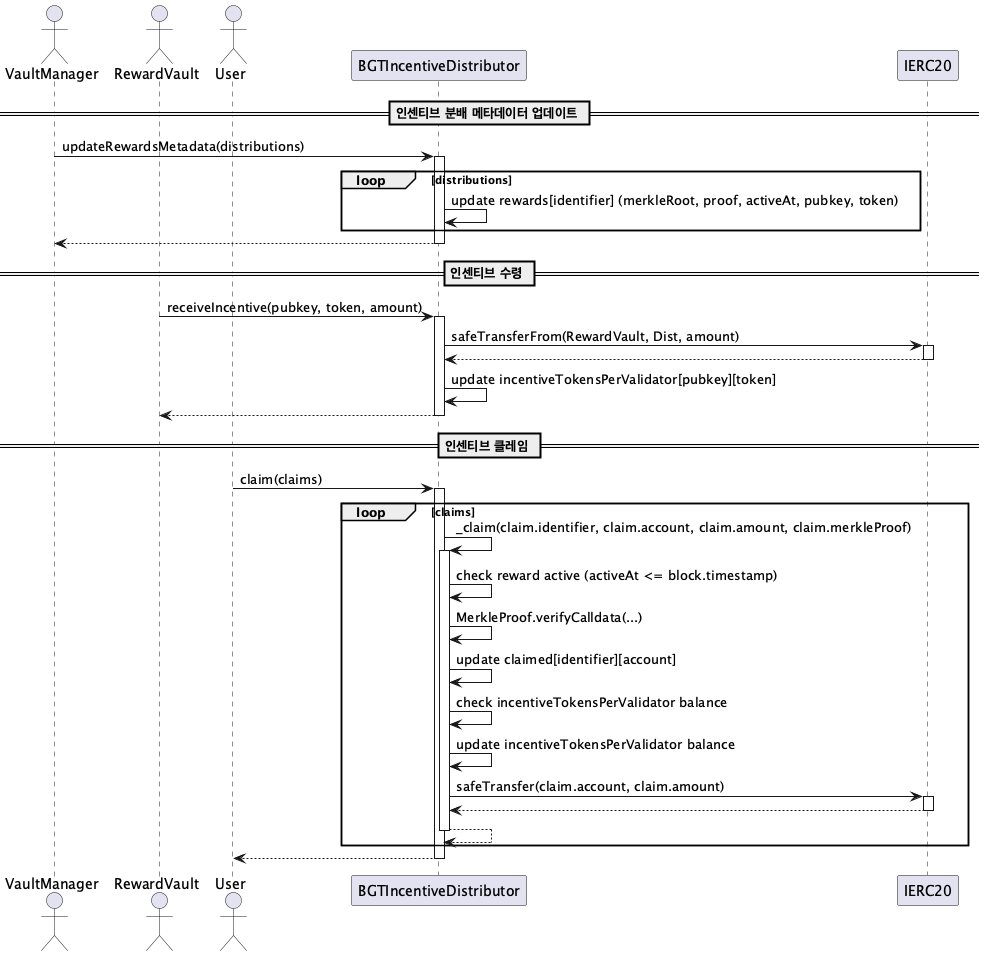 VaultManager RewardVault User BGTIncentiveDistributor IERC20
인센티브 분배 메타데이터 업데이트
updateRewardsMetadata(distributions)
loop [distributions]
update rewards[identifier] (merkleRoot, proof, activeAt, pubkey, token)
인센티브 수령
receiveIncentive(pubkey, token, amount)
safeTransferFrom(RewardVault, Dist, amount)
update incentiveTokensPerValidator[pubkey][token]
인센티브 클레임
claim(claims)
loop [claims]
_claim(claim.identifier, claim.account, claim.amount, claim.merkleProof)
check reward active (activeAt <= block.timestamp)
MerkleProof.verifyCalldata(...)
update claimed[identifier][account]
check incentiveTokensPerValidator balance
update incentiveTokensPerValidator balance
safeTransfer(claim.account, claim.amount)
VaultManager RewardVault User BGTIncentiveDistributor IERC20